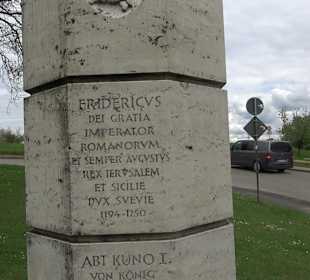 FRIDERICVS
DEI GRATIA
IMPERATOR
ROMANORVM
ET SEMPER AVGVSTVS
REX IERVSALEM
ET SICILIE
DVX SVEVIE
1194-1250
ABT KUNO I.
VON KÖNIG